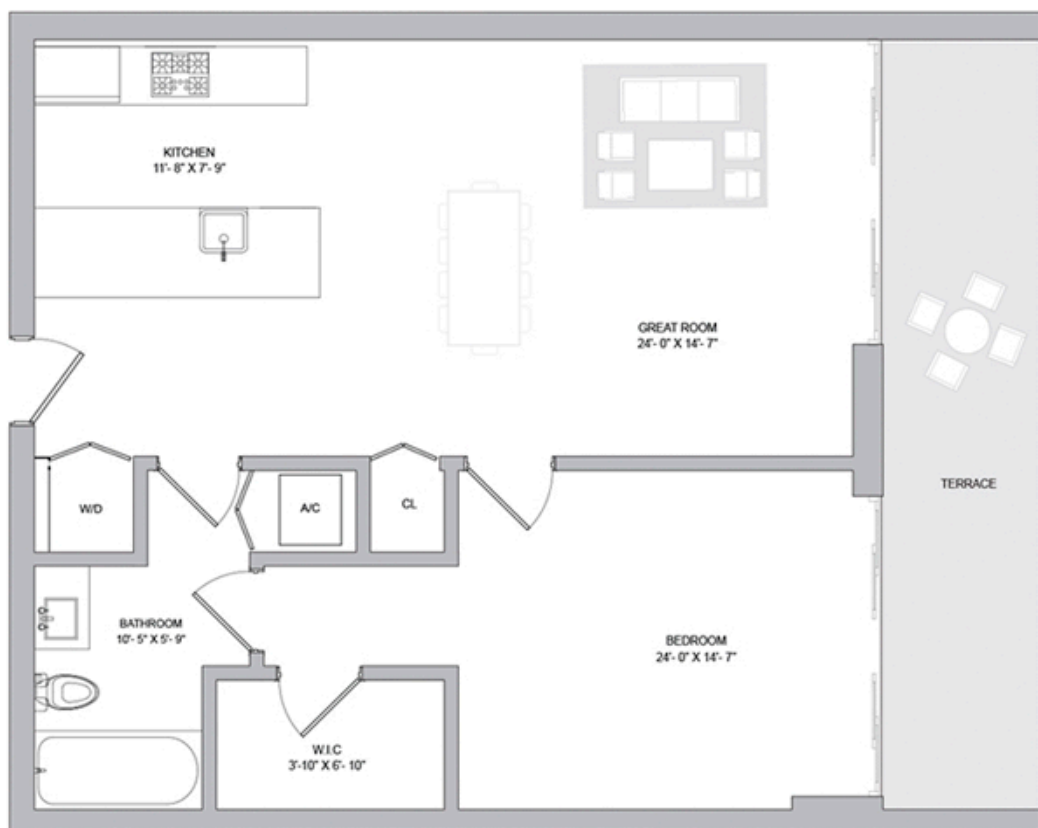 KITCHEN
11'- 8" X 7'- 9"
GREAT ROOM
24'- 0" X 14'- 7"
W/D
A/C
CL
TERRACE
BATHROOM
10'- 5" X 5'- 9"
BEDROOM
24'- 0" X 14'- 7"
W.I.C
3'-10" X 6'- 10"